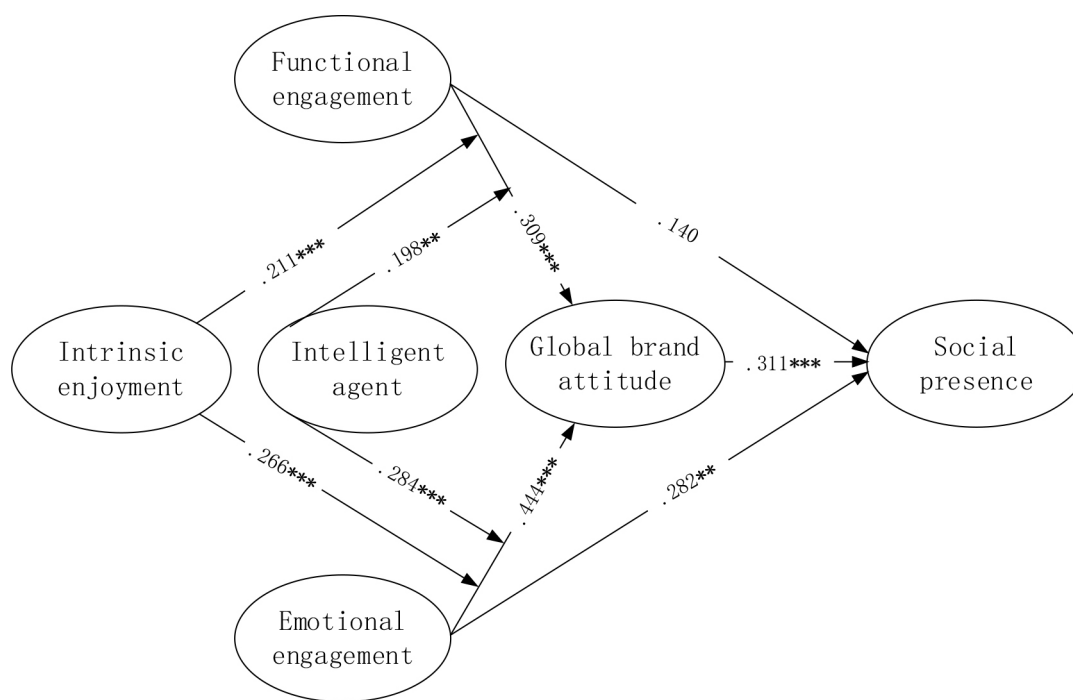 Functional
engagement
.211***
.198**
.309***
.140
Intrinsic
enjoyment
Intelligent
agent
Global brand
attitude
.311***
Social
presence
.266***
.284***
.444***
.282**
Emotional
engagement